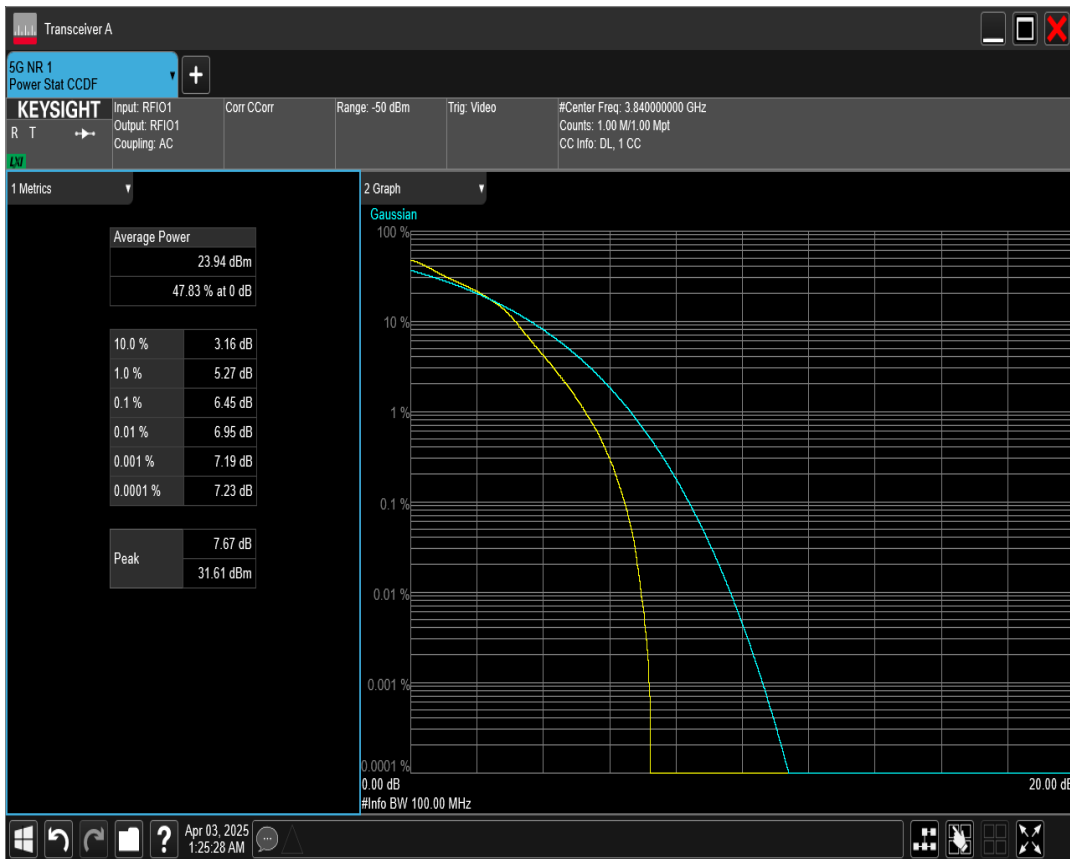 Transceiver A
5G NR 1
Power Stat CCDF
+
KEYSIGHT
R T
LXI
Input: RFIO1
Output: RFIO1
Coupling: AC
Corr CCorr
Range: -50 dBm
Trig: Video
#Center Freq: 3.840000000 GHz
Counts: 1.00 M/1.00 Mpt
CC Info: DL, 1 CC
1 Metrics
Average Power
23.94 dBm
47.83 % at 0 dB
10.0 % 3.16 dB
1.0 % 5.27 dB
0.1 % 6.45 dB
0.01 % 6.95 dB
0.001 % 7.19 dB
0.0001 % 7.23 dB
Peak 7.67 dB
31.61 dBm
2 Graph
Gaussian
100 %
10 %
1 %
0.1 %
0.01 %
0.001 %
0.0001 %
0.00 dB 20.00 dB
#Info BW 100.00 MHz
?
Apr 03, 2025
1:25:28 AM